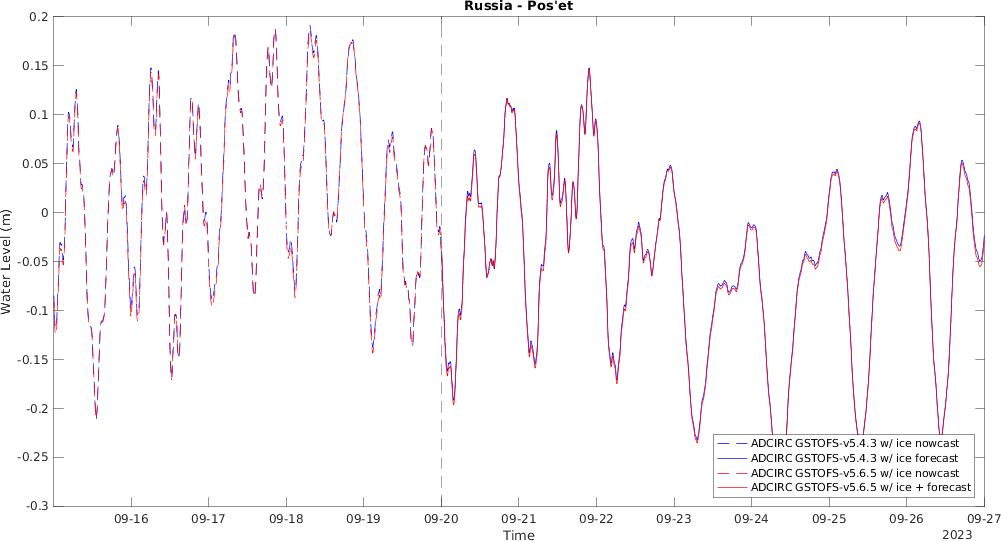 Russia - Pos'et
0.2
0.15
0.1
0.05
0
-0.05
-0.1
-0.15
-0.2
-0.25
-0.3
Water Level (m)
ADCIRC GSTOFS-v5.4.3 w/ ice nowcast
ADCIRC GSTOFS-v5.4.3 w/ ice forecast
ADCIRC GSTOFS-v5.6.5 w/ ice nowcast
ADCIRC GSTOFS-v5.6.5 w/ ice + forecast
09-16 09-17 09-18 09-19 09-20 09-21 09-22 09-23 09-24 09-25 09-26 09-27
Time
2023